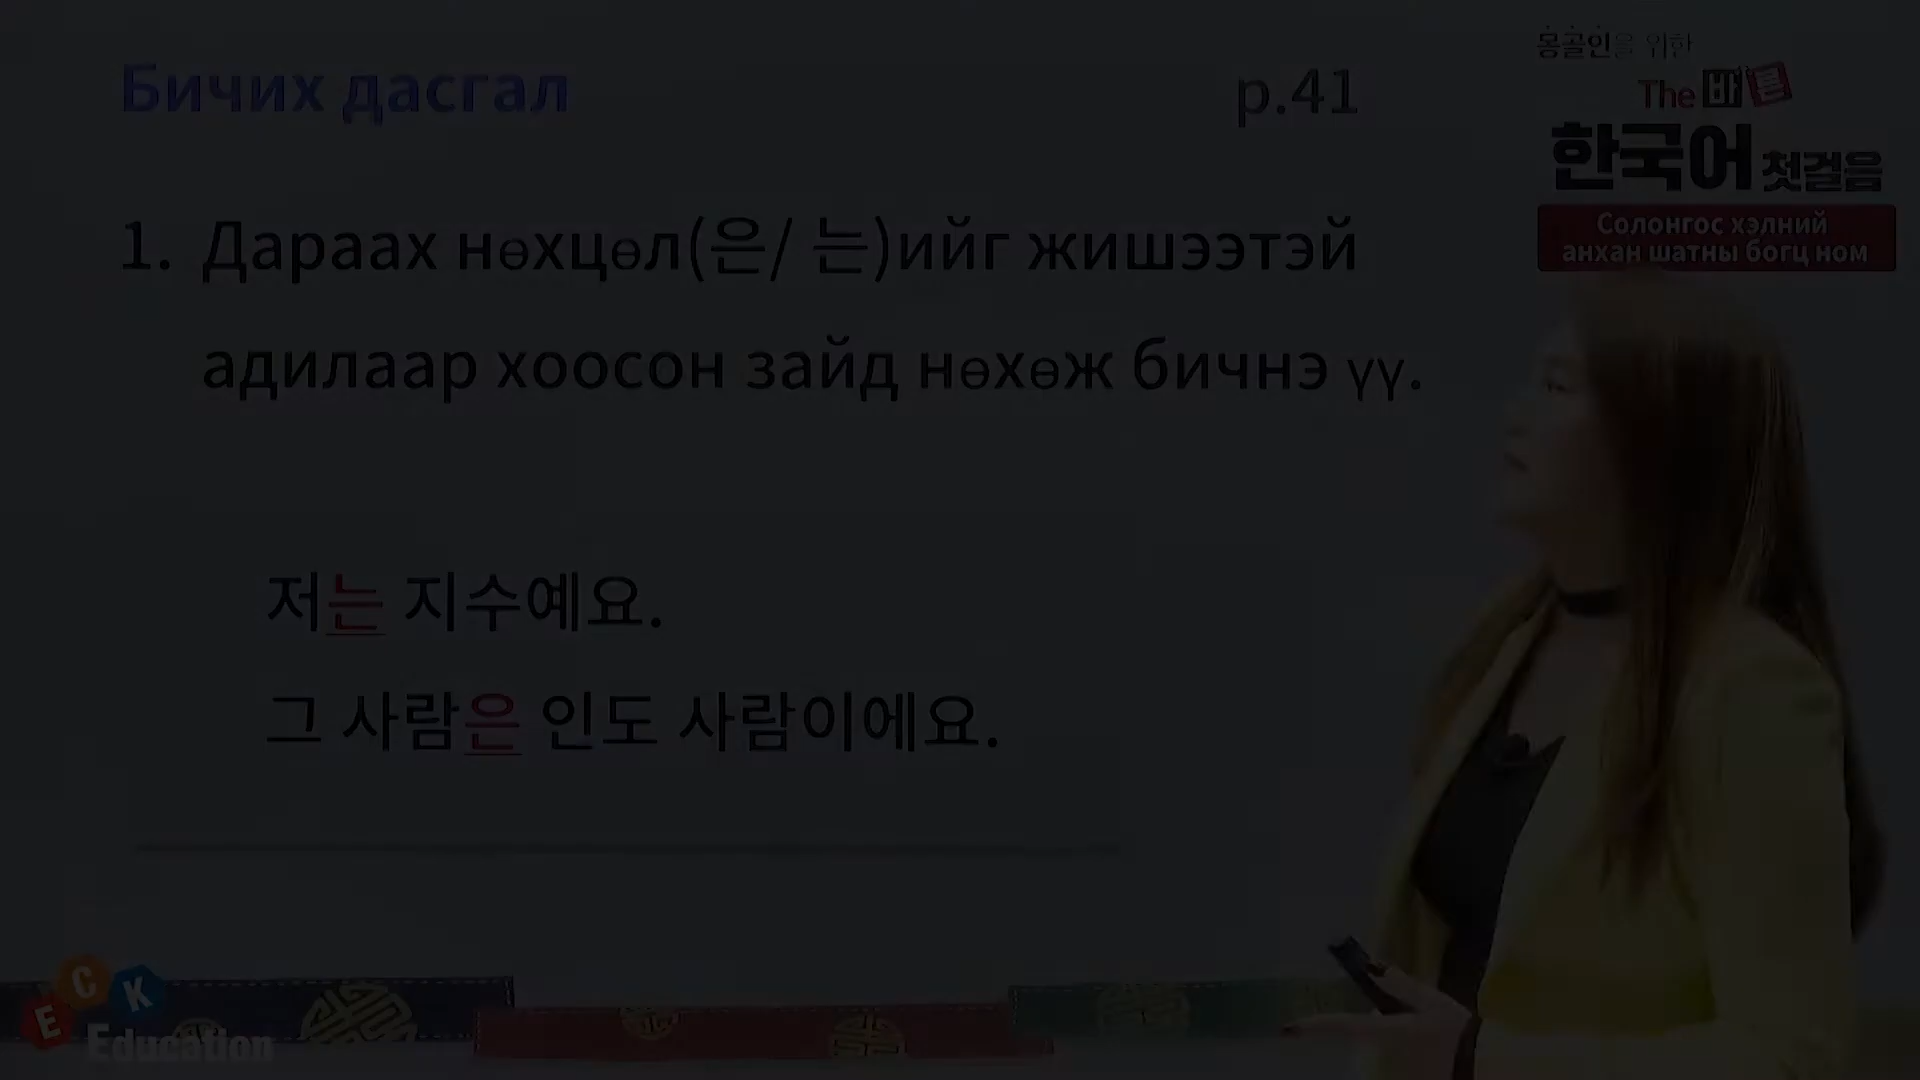 Бичих дасгал
p.41
1. Дараах нөхцөл(은/ 는)ийг жишээтэй
адилаар хоосон зайд нөхөж бичнэ үү.
저는 지수예요.
그 사람은 인도 사람이에요.
몽골인을 위한
The 바른
한국어 첫걸음
Солонгос хэлний
анхан шатны богц ном
ECK
Education